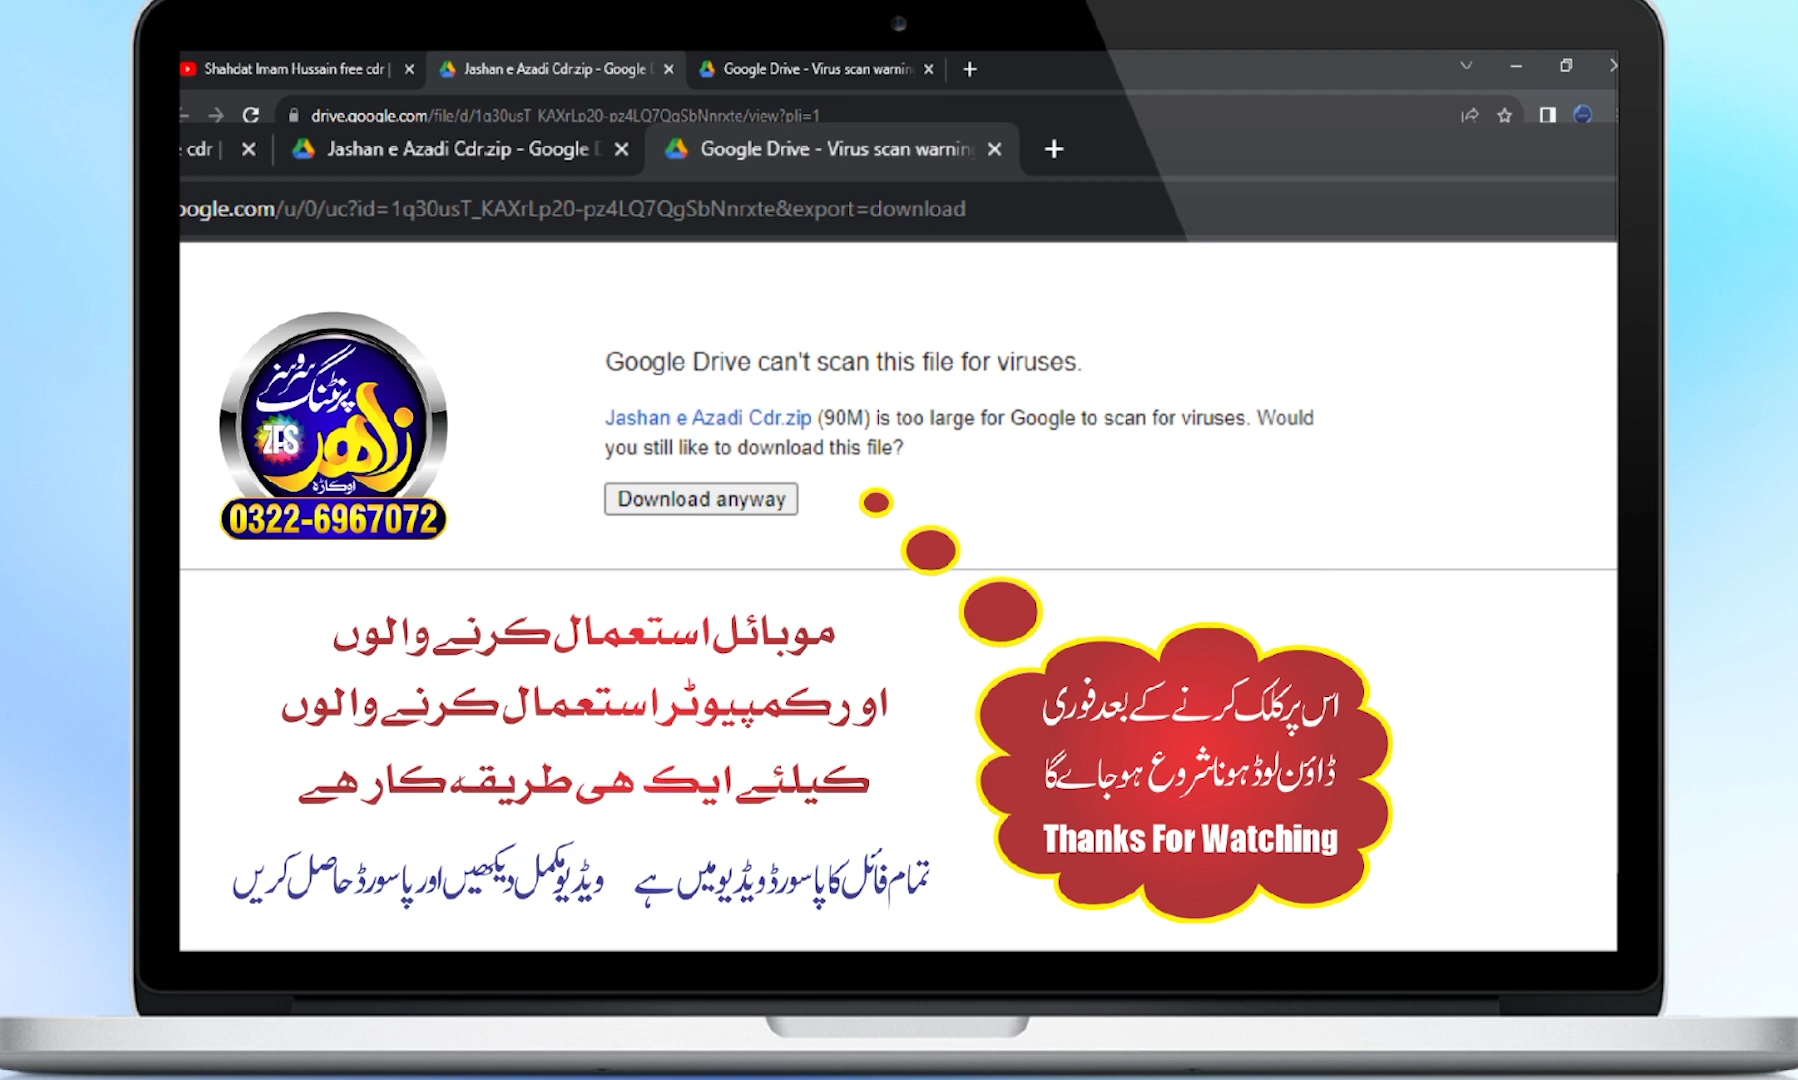 Shahdat Imam Hussain free cdr |
Jashan e Azadi Cdr.zip - Google
Google Drive - Virus scan warnin
drive.google.com/file/d/1q30usT_KAXrLp20-pz4LQ7QgSbNnrxte/view?pli=1
cdr |
Jashan e Azadi Cdr.zip - Google
Google Drive - Virus scan warnin
oogle.com/u/0/uc?id=1q30usT_KAXrLp20-pz4LQ7QgSbNnrxte&export=download
پرنٹنگ سروسز
زاہد
ZPS
اوکاڑہ
0322-6967072
Google Drive can't scan this file for viruses.
Jashan e Azadi Cdr.zip (90M) is too large for Google to scan for viruses. Would
you still like to download this file?
Download anyway
موبائل استعمال کرنے والوں
اور کمپیوٹر استعمال کرنے والوں
کیلئے ایک ھی طریقہ کار ھے
تمام فائل کا پاسورڈ ویڈیو میں ہے ویڈیو مکمل دیکھیں اور پاسورڈ حاصل کریں
اس پر کلک کرنے کے بعد فوری
ڈاؤن لوڈ ہونا شروع ہو جاۓ گا
Thanks For Watching